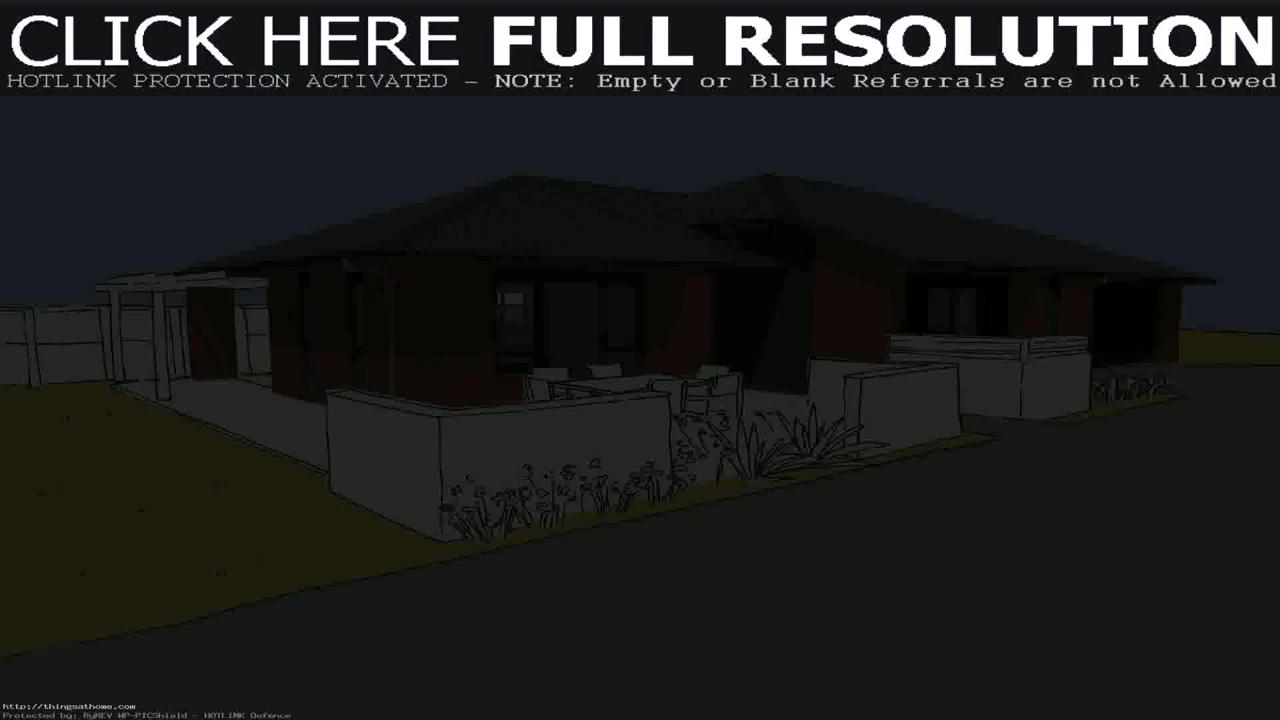 CLICK HERE FULL RESOLUTION
HOTLINK PROTECTION ACTIVATED - NOTE: Empty or Blank Referrals are not Allowed
http://thingsathome.com
Protected by: ByREV WP-PICShield - HOTLINK Defence